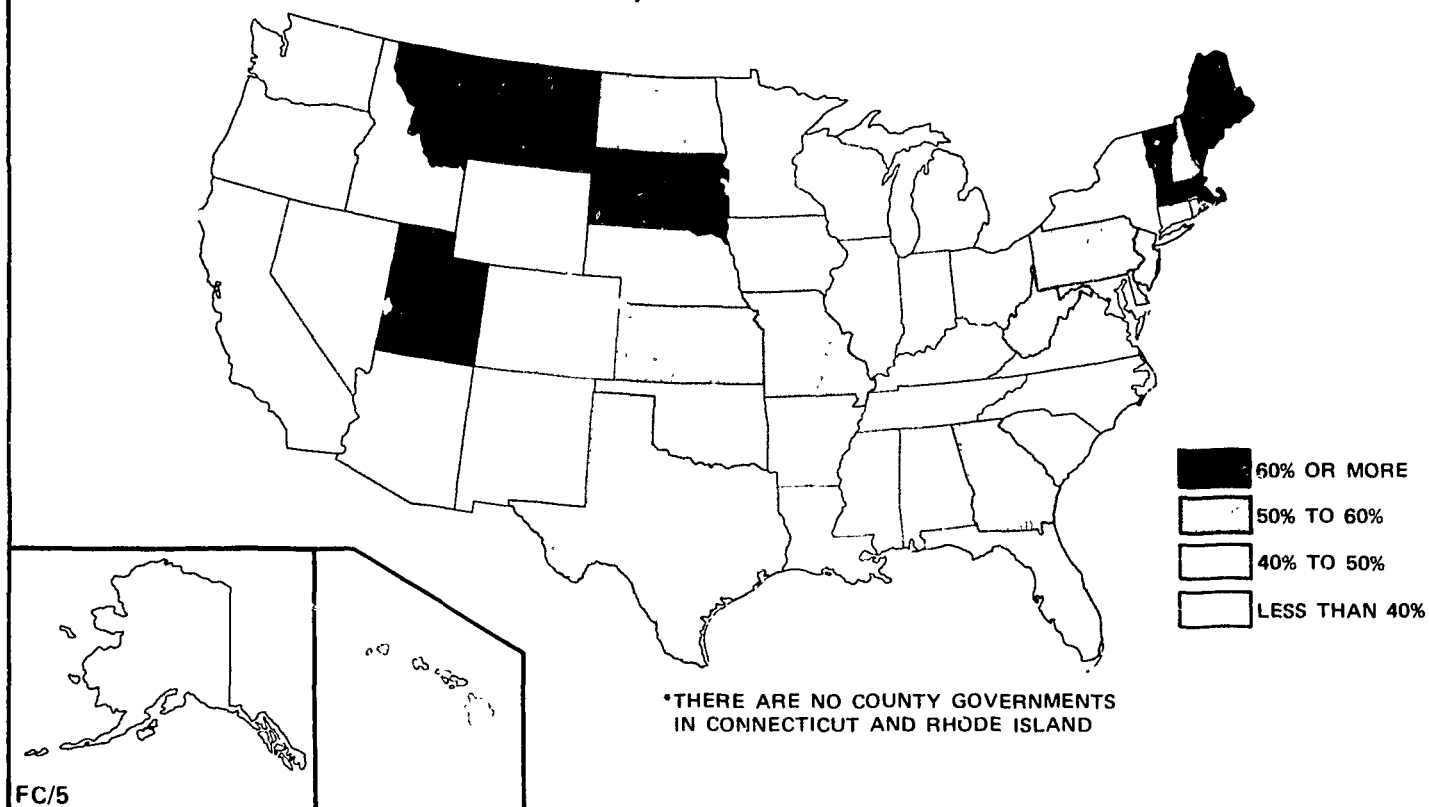 60% OR MORE
50% TO 60%
40% TO 50%
LESS THAN 40%
*THERE ARE NO COUNTY GOVERNMENTS
IN CONNECTICUT AND RHODE ISLAND
FC/5